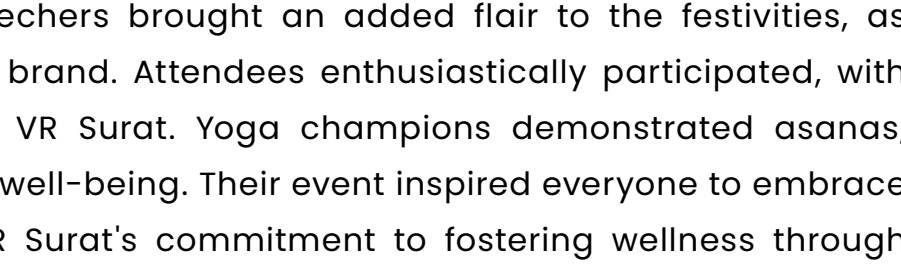 echers brought an added flair to the festivities, as
brand. Attendees enthusiastically participated, with
VR Surat. Yoga champions demonstrated asanas,
well-being. Their event inspired everyone to embrace
R Surat's commitment to fostering wellness through